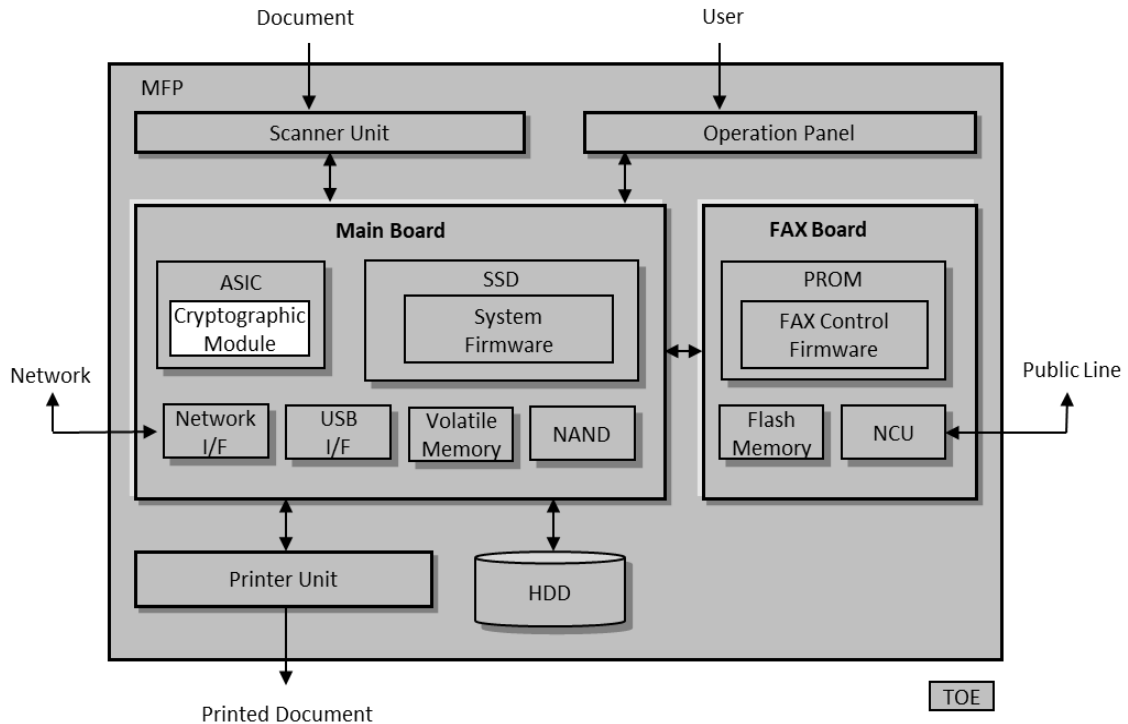 Document
User
MFP
Scanner Unit
Operation Panel
Main Board
FAX Board
ASIC
Cryptographic
Module
SSD
System
Firmware
PROM
FAX Control
Firmware
Network
Public Line
Network
I/F
USB
I/F
Volatile
Memory
NAND
Flash
Memory
NCU
Printer Unit
HDD
TOE
Printed Document